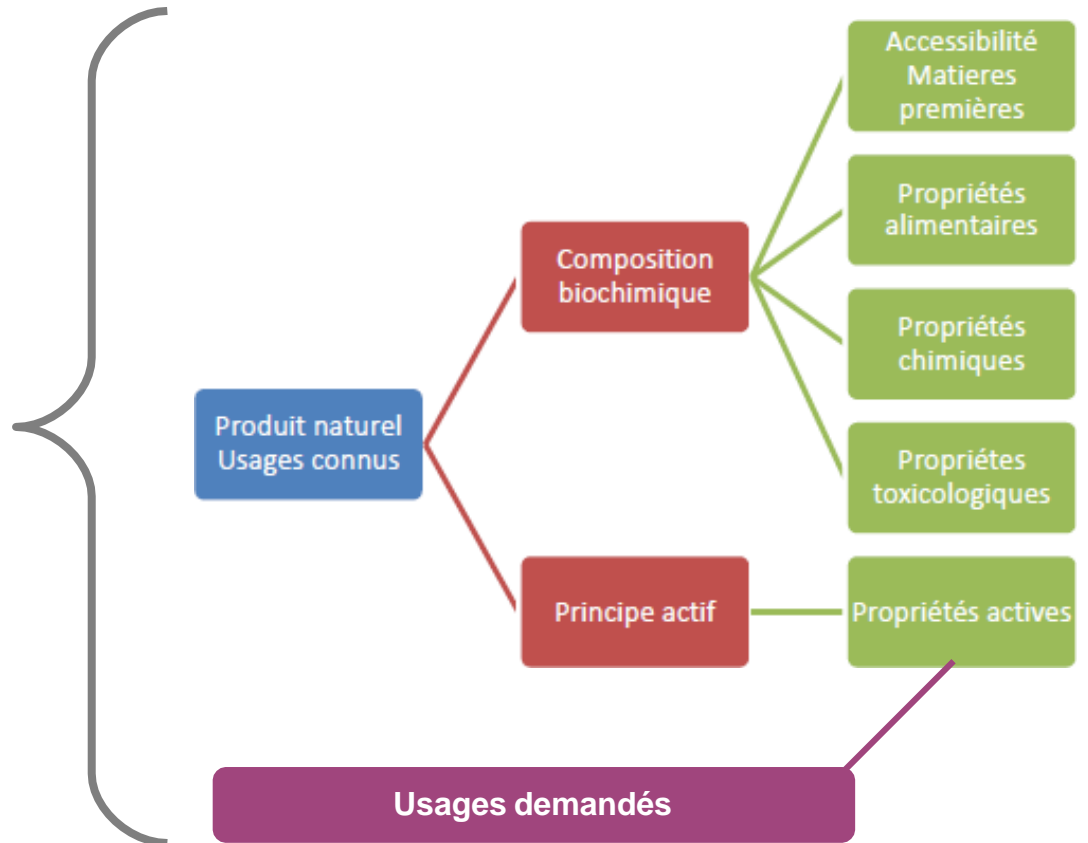 Accessibilité
Matieres
premières
Propriétés
alimentaires
Composition
biochimique
Propriétés
chimiques
Produit naturel
Usages connus
Propriétes
toxicologiques
Principe actif
Propriétés actives
Usages demandés